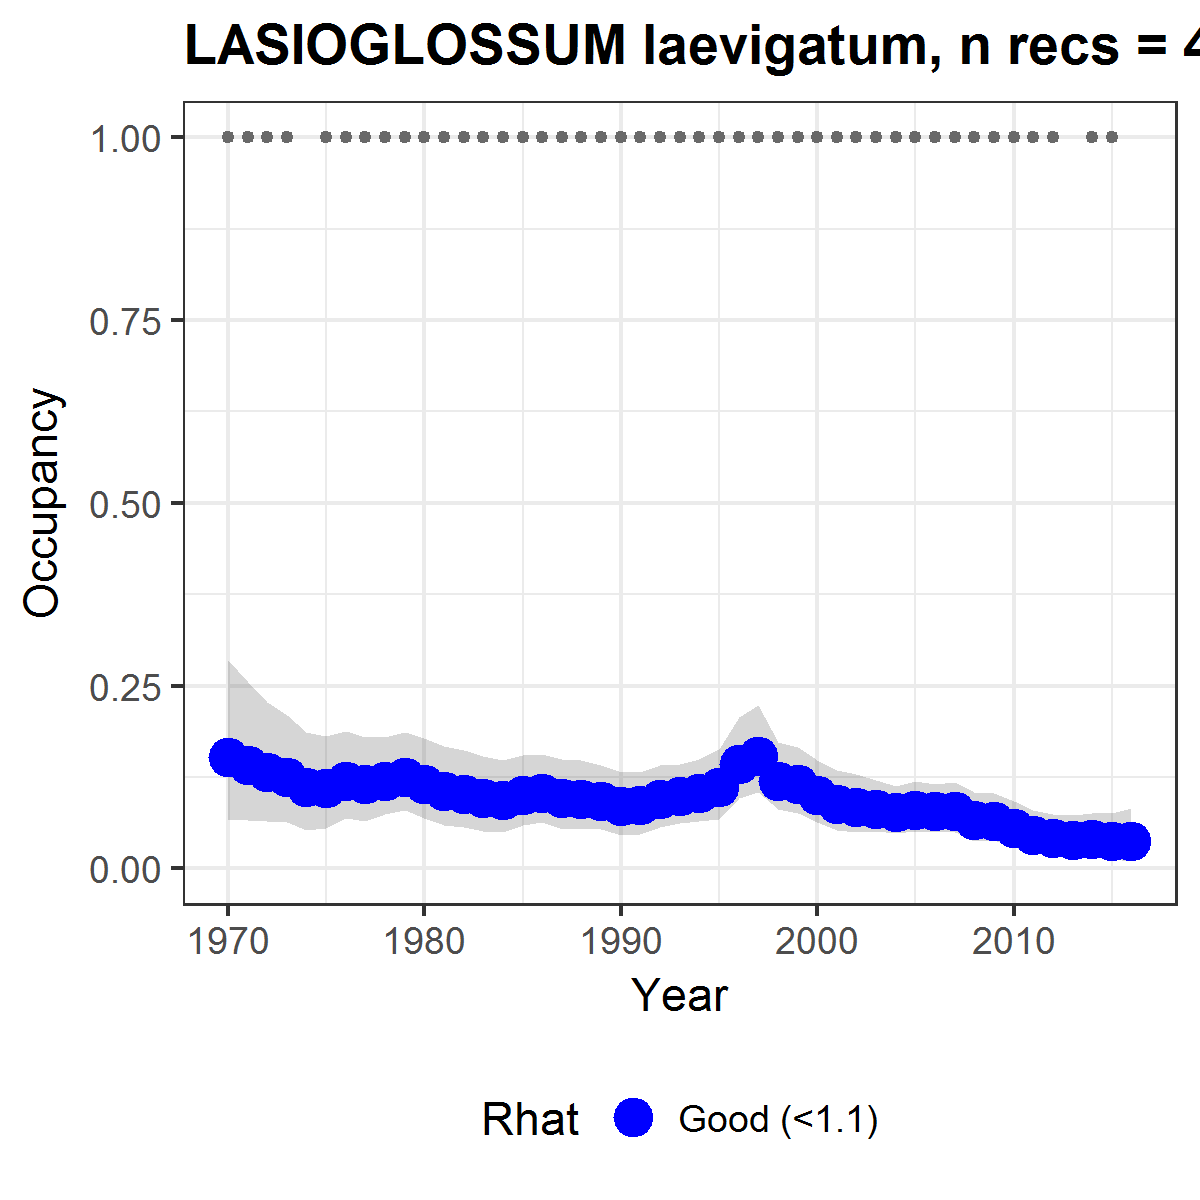 LASIOGLOSSUM laevigatum, n recs = 4
1.00
0.75
0.50
0.25
0.00
Occupancy
1970 1980 1990 2000 2010
Year
Rhat Good (<1.1)